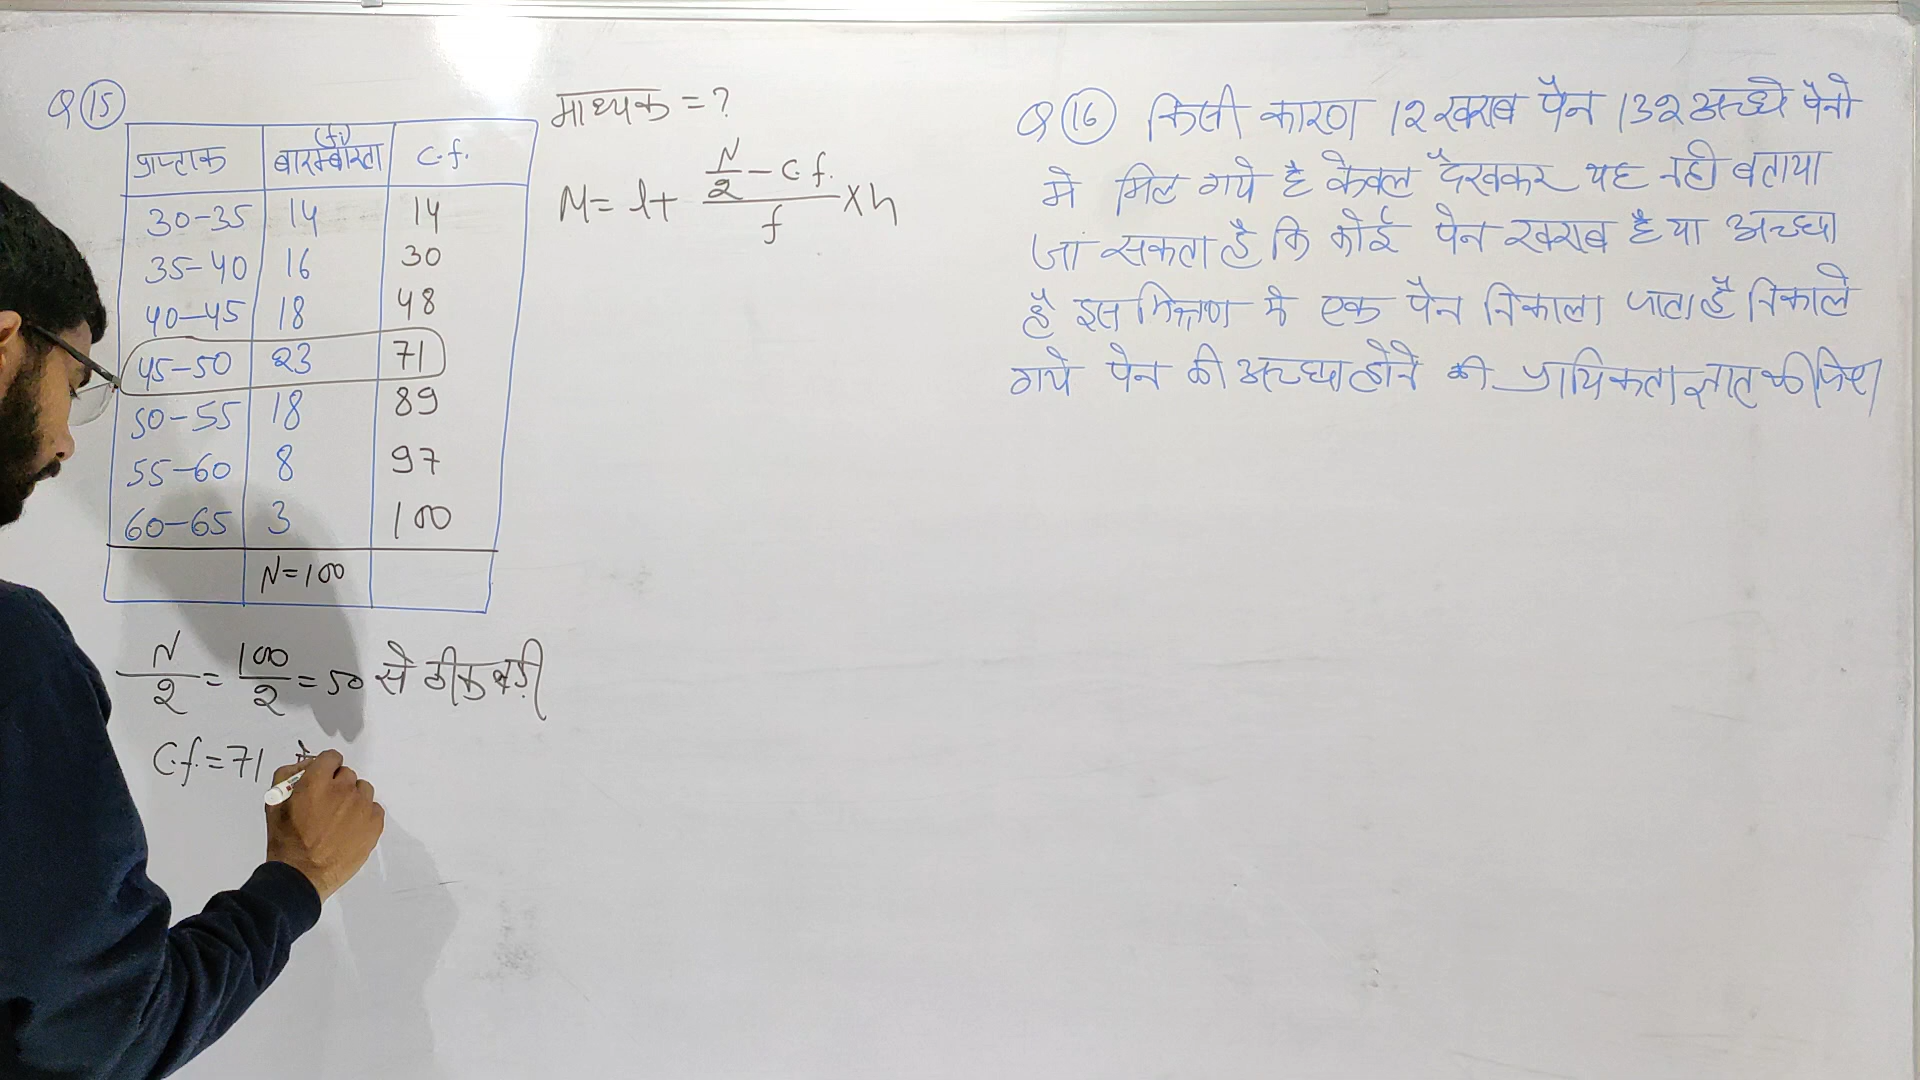 Q 15
माध्यक = ?
प्राप्तांक (fi) बारम्बारता C.f.
30-35 14 14
35-40 16 30
40-45 18 48
45-50 23 71
50-55 18 89
55-60 8 97
60-65 3 100
N=100
M = l + (N/2 - C.f.)/f × h
N/2 = 100/2 = 50 से ठीक बड़ी
C.f. = 71
Q 16 किसी कारण 12 खराब पैन 132 अच्छे पैनो
मे मिल गये है केवल देखकर यह नही बताया
जा सकता है कि कोई पेन खराब है या अच्छा
है इस मिश्रण मे एक पैन निकाला जाता है निकाले
गये पेन की अच्छा होने की प्रायिकता ज्ञात कीजिए